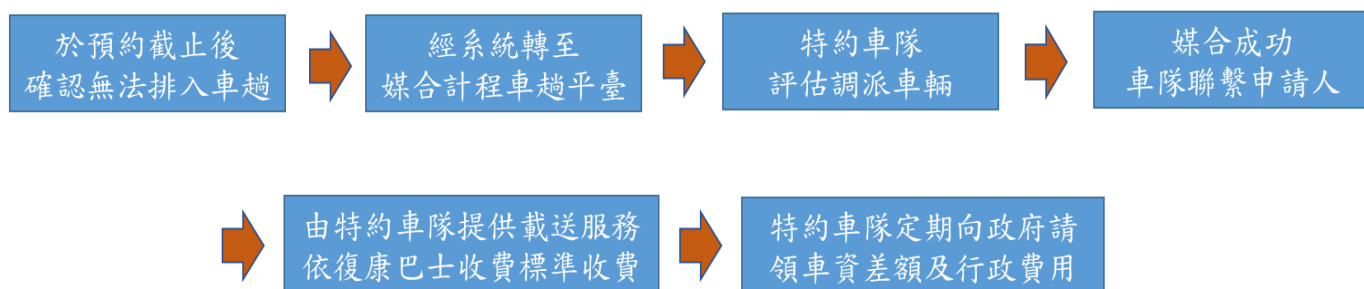 於預約截止後
確認無法排入車趟
經系統轉至
媒合計程車趟平臺
特約車隊
評估調派車輛
媒合成功
車隊聯繫申請人
由特約車隊提供載送服務
依復康巴士收費標準收費
特約車隊定期向政府請
領車資差額及行政費用